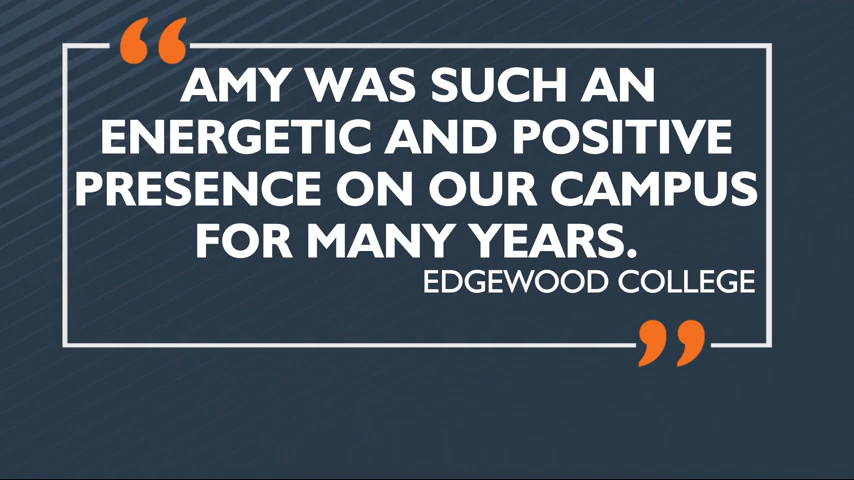 “
AMY WAS SUCH AN
ENERGETIC AND POSITIVE
PRESENCE ON OUR CAMPUS
FOR MANY YEARS.
EDGEWOOD COLLEGE
”